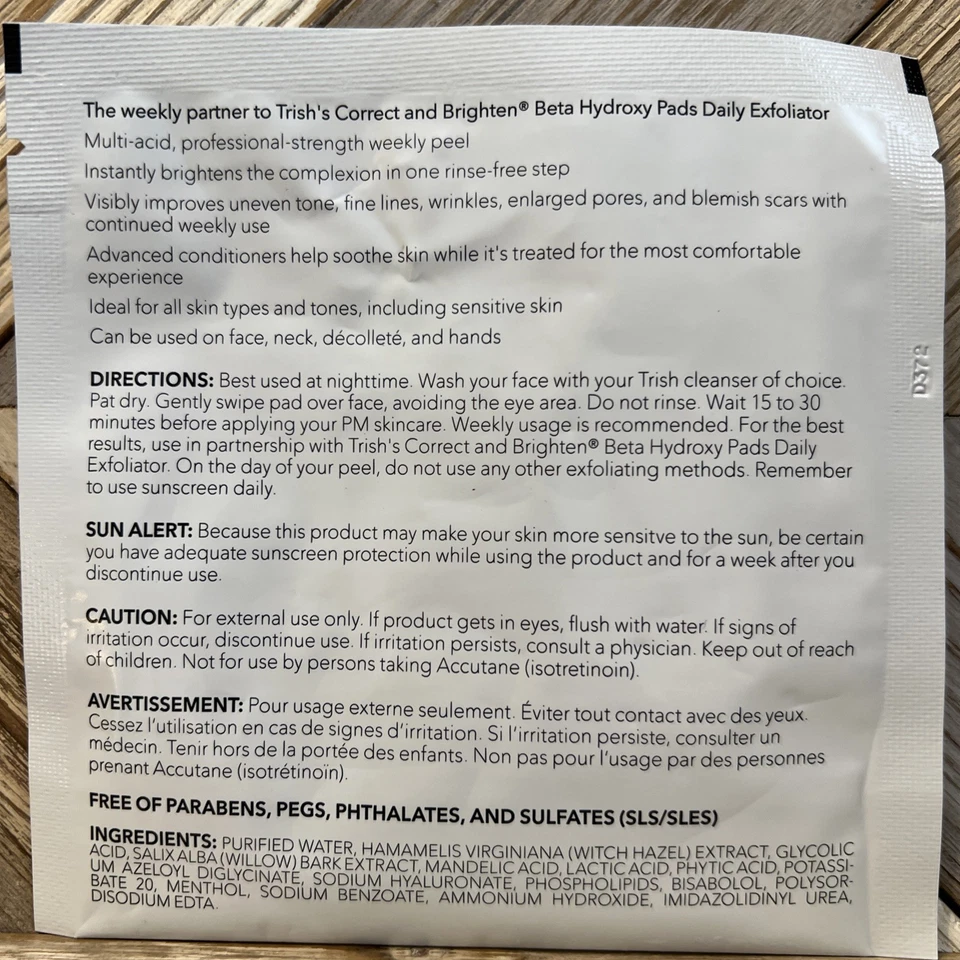 The weekly partner to Trish's Correct and Brighten® Beta Hydroxy Pads Daily Exfoliator
Multi-acid, professional-strength weekly peel
Instantly brightens the complexion in one rinse-free step
Visibly improves uneven tone, fine lines, wrinkles, enlarged pores, and blemish scars with
continued weekly use
Advanced conditioners help soothe skin while it's treated for the most comfortable
experience
Ideal for all skin types and tones, including sensitive skin
Can be used on face, neck, décolleté, and hands
DIRECTIONS: Best used at nighttime. Wash your face with your Trish cleanser of choice.
Pat dry. Gently swipe pad over face, avoiding the eye area. Do not rinse. Wait 15 to 30
minutes before applying your PM skincare. Weekly usage is recommended. For the best
results, use in partnership with Trish's Correct and Brighten® Beta Hydroxy Pads Daily
Exfoliator. On the day of your peel, do not use any other exfoliating methods. Remember
to use sunscreen daily.
SUN ALERT: Because this product may make your skin more sensitve to the sun, be certain
you have adequate sunscreen protection while using the product and for a week after you
discontinue use.
CAUTION: For external use only. If product gets in eyes, flush with water. If signs of
irritation occur, discontinue use. If irritation persists, consult a physician. Keep out of reach
of children. Not for use by persons taking Accutane (isotretinoin).
AVERTISSEMENT: Pour usage externe seulement. Éviter tout contact avec des yeux.
Cessez l'utilisation en cas de signes d'irritation. Si l'irritation persiste, consulter un
médecin. Tenir hors de la portée des enfants. Non pas pour l'usage par des personnes
prenant Accutane (isotrétinoïn).
FREE OF PARABENS, PEGS, PHTHALATES, AND SULFATES (SLS/SLES)
INGREDIENTS: PURIFIED WATER, HAMAMELIS VIRGINIANA (WITCH HAZEL) EXTRACT, GLYCOLIC
ACID, SALIX ALBA (WILLOW) BARK EXTRACT, MANDELIC ACID, LACTIC ACID, PHYTIC ACID, POTASSI-
UM AZELOYL DIGLYCINATE, SODIUM HYALURONATE, PHOSPHOLIPIDS, BISABOLOL, POLYSOR-
BATE 20, MENTHOL, SODIUM BENZOATE, AMMONIUM HYDROXIDE, IMIDAZOLIDINYL UREA,
DISODIUM EDTA.
D372